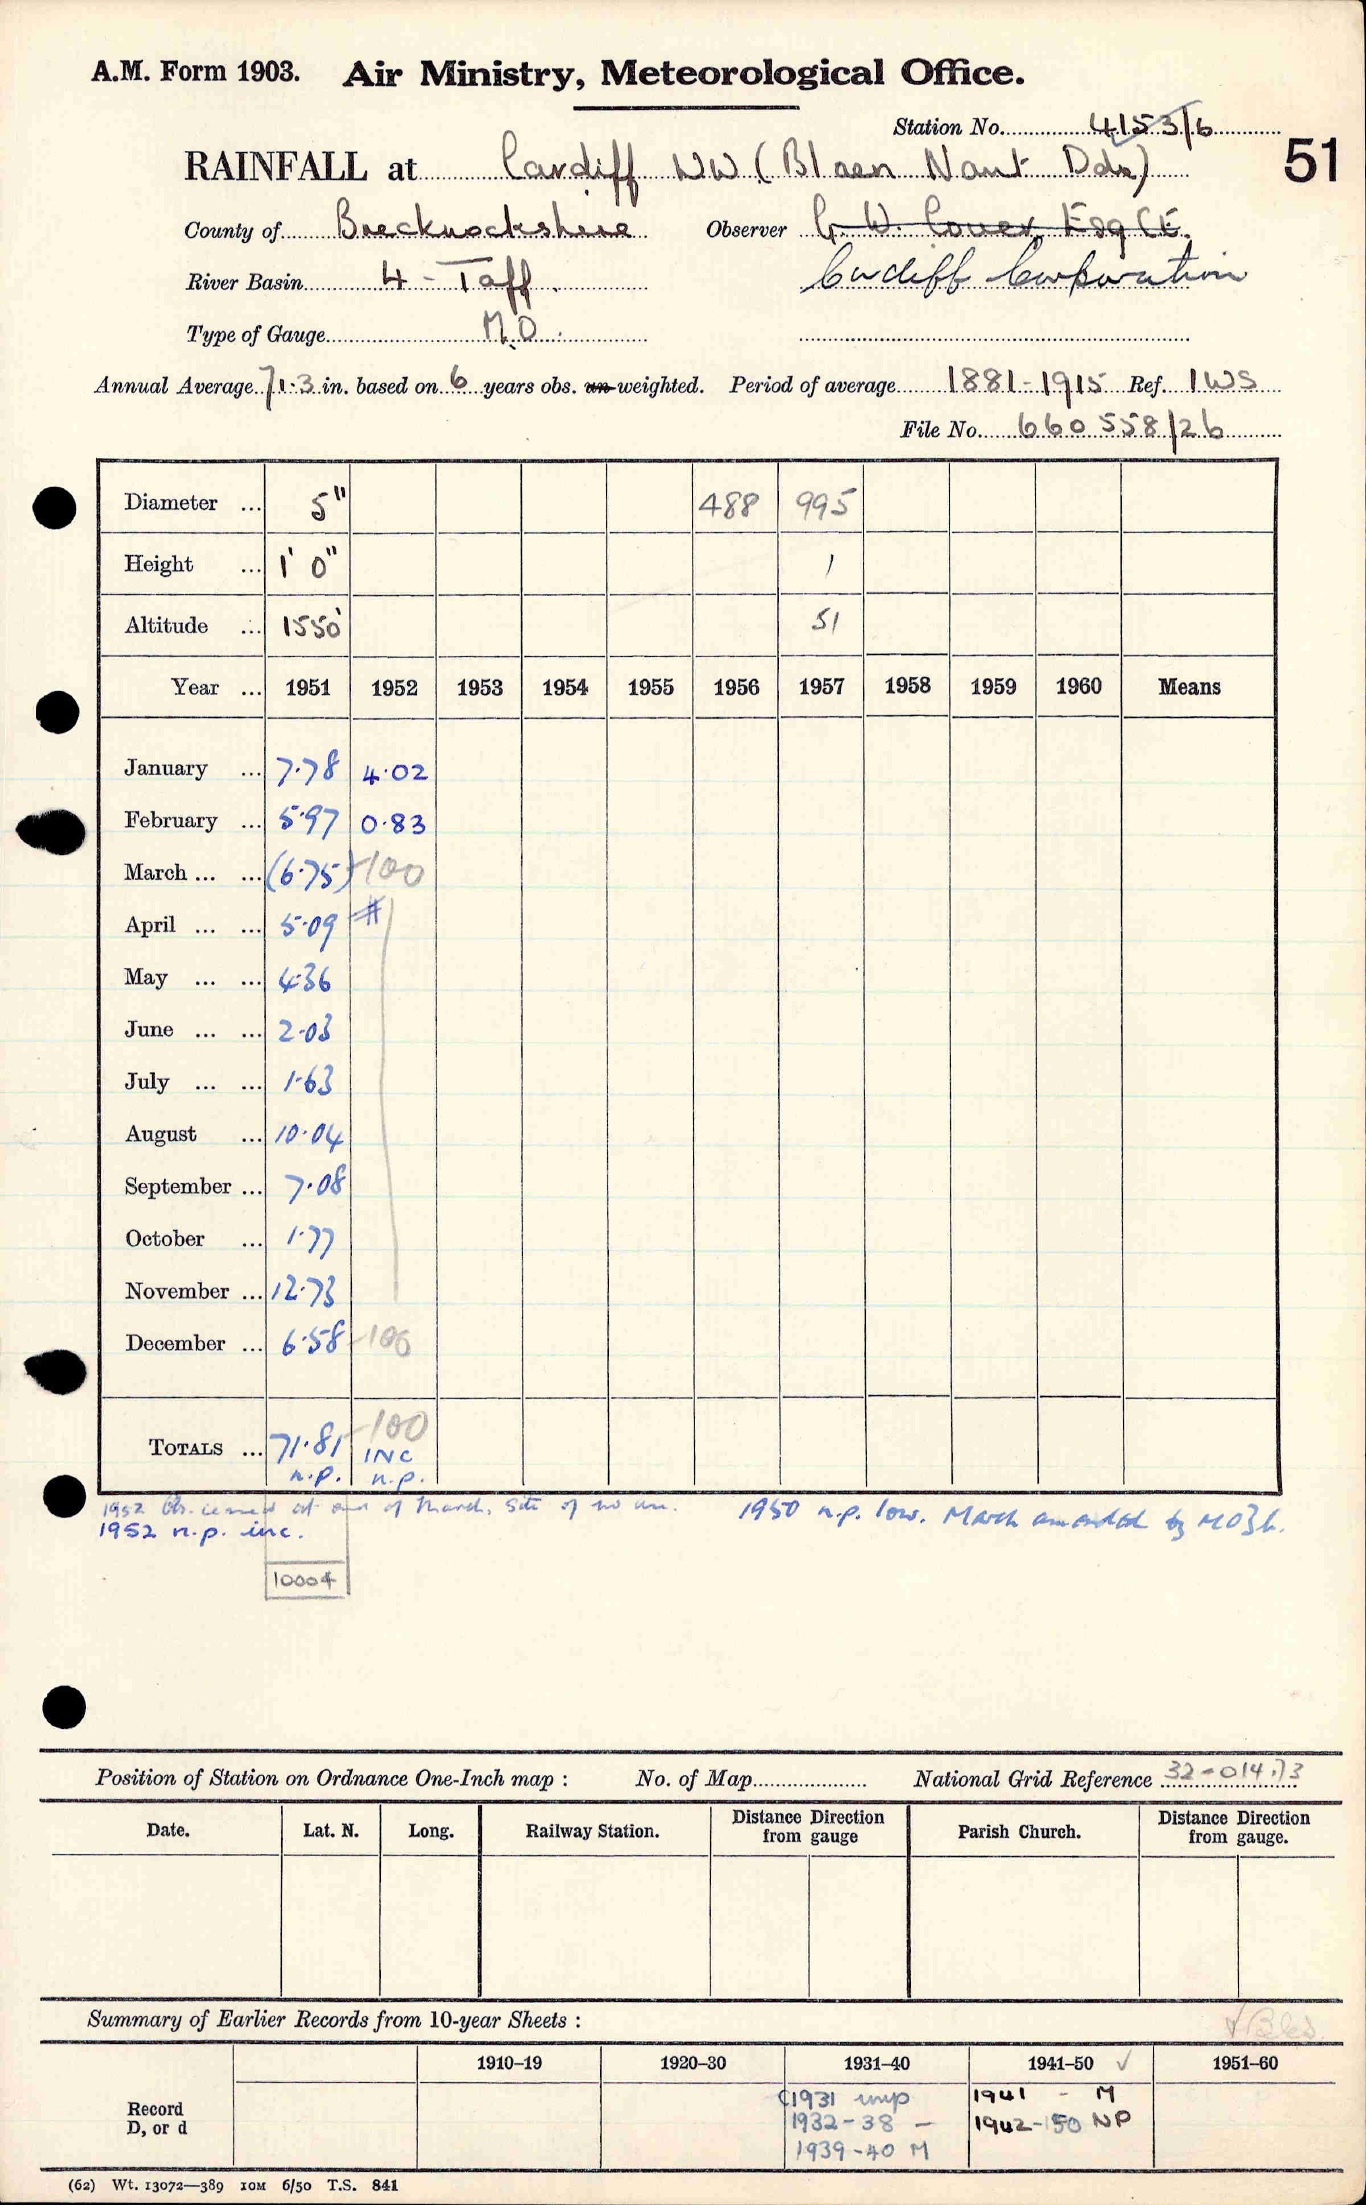 A.M. Form 1903. Air Ministry, Meteorological Office.
Station No. 4153/6
51
RAINFALL at Cardiff WW (Blaen Nant Ddu)
County of Brecknockshire Observer G. W. Esq CE.
River Basin 4 - Taff. Cardiff Corporation
Type of Gauge M.O.
Annual Average 71.3 in. based on 6 years obs. un-weighted. Period of average 1881-1915 Ref. IWS
File No. 660558/26
Diameter ... 5" 488 995
Height ... 1' 0" 1
Altitude ... 1550' 51
Year ... 1951 1952 1953 1954 1955 1956 1957 1958 1959 1960 Means
January ... 7.78 4.02
February ... 5.97 0.83
March ... ... (6.75) -100
April ... ... 5.09 #
May ... ... 4.36
June ... ... 2.03
July ... ... 1.63
August ... 10.04
September ... 7.08
October ... 1.77
November ... 12.73
December ... 6.58 -100
TOTALS ... 71.81 -100
INC
n.p. n.p.
1952 Obs. ceased at end of March, Site of no use. 1950 n.p. low. March amended by MO3b.
1952 n.p. inc.
10004
Position of Station on Ordnance One-Inch map : No. of Map National Grid Reference 32-014173
Date. Lat. N. Long. Railway Station. Distance Direction from gauge Parish Church. Distance Direction from gauge.
Summary of Earlier Records from 10-year Sheets :
1910–19 1920–30 1931–40 1941–50 ✓ 1951–60
Record D, or d
1931 imp 1941 - M
1932-38 - 1942-50 NP
1939-40 M
(62) Wt. 13072—389 10M 6/50 T.S. 841